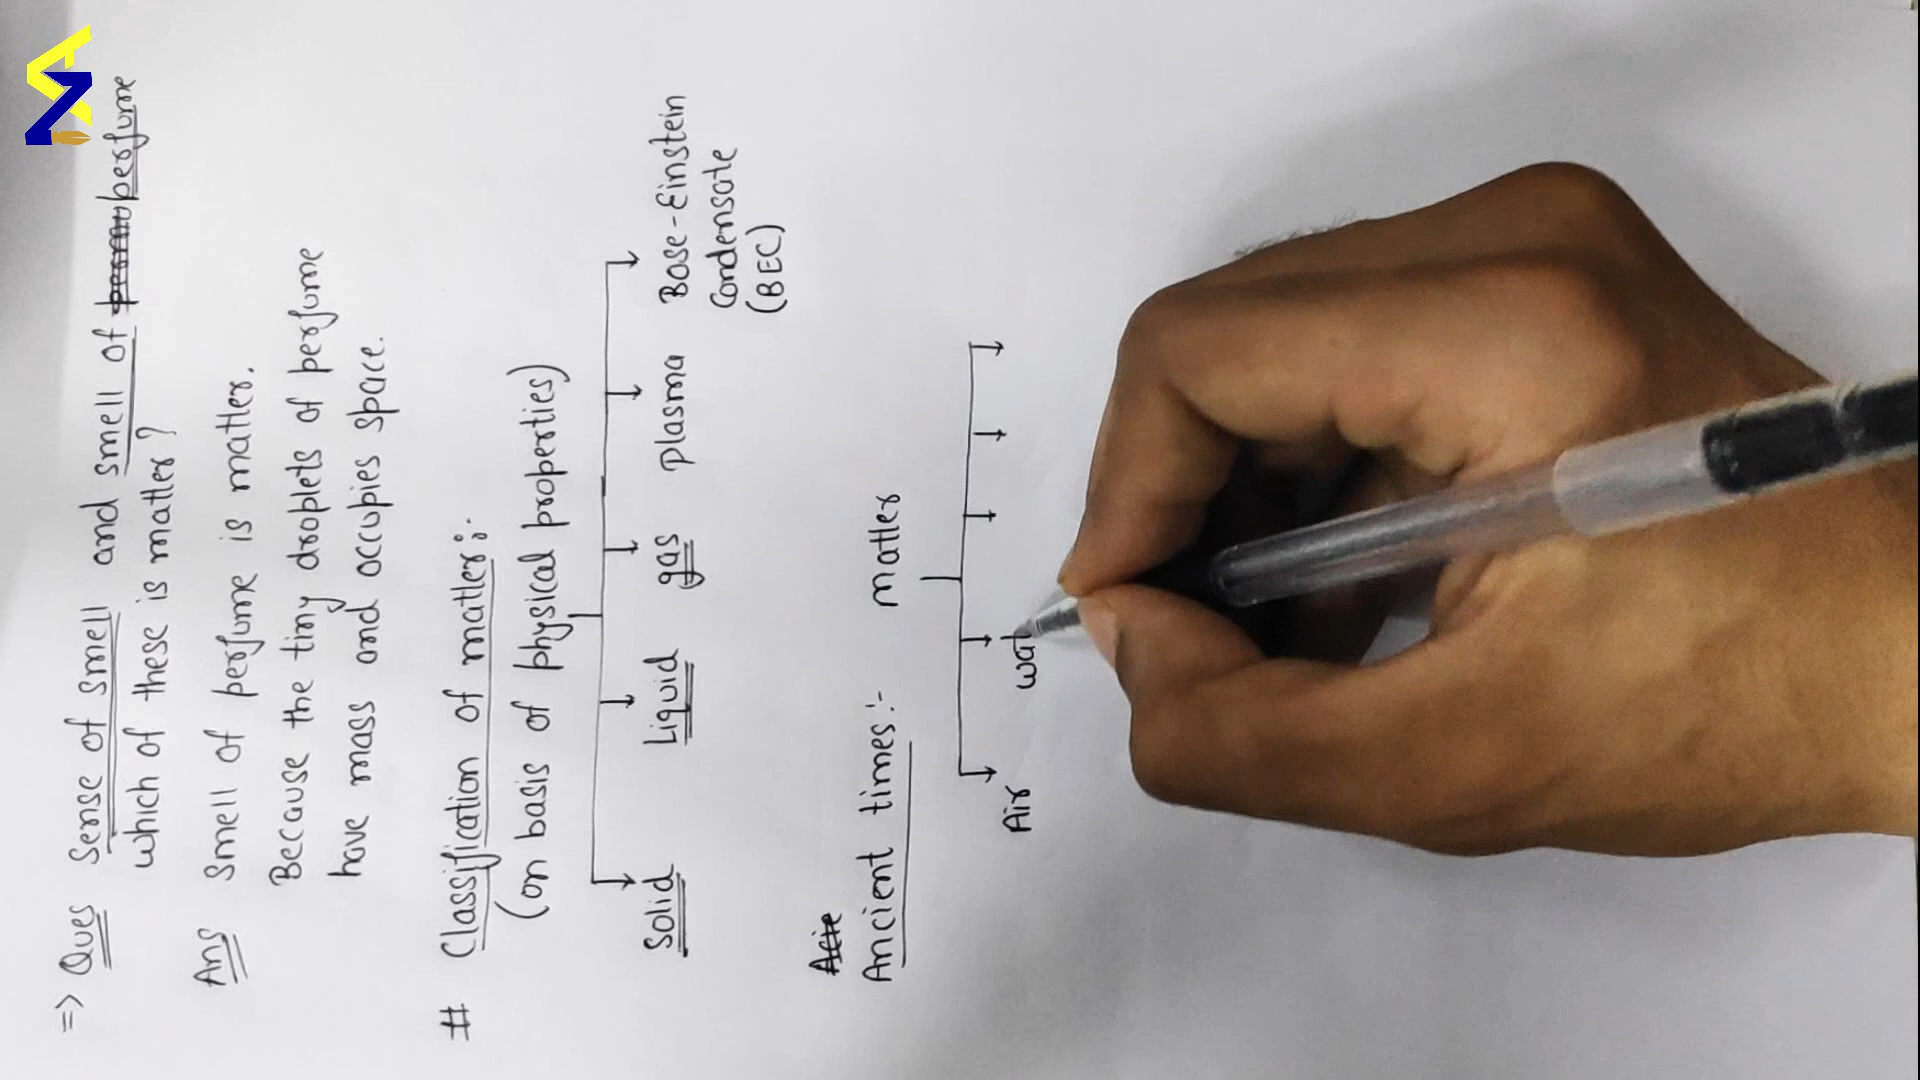 => Ques Sense of smell and smell of perfume
which of these is matter?
Ans Smell of perfume is matter.
Because the tiny droplets of perfume
have mass and occupies space.
# Classification of matter:
(on basis of physical properties)
Solid Liquid gas Plasma Bose-Einstein
Condensate
(BEC)
Ancient times:- matter
Air wat